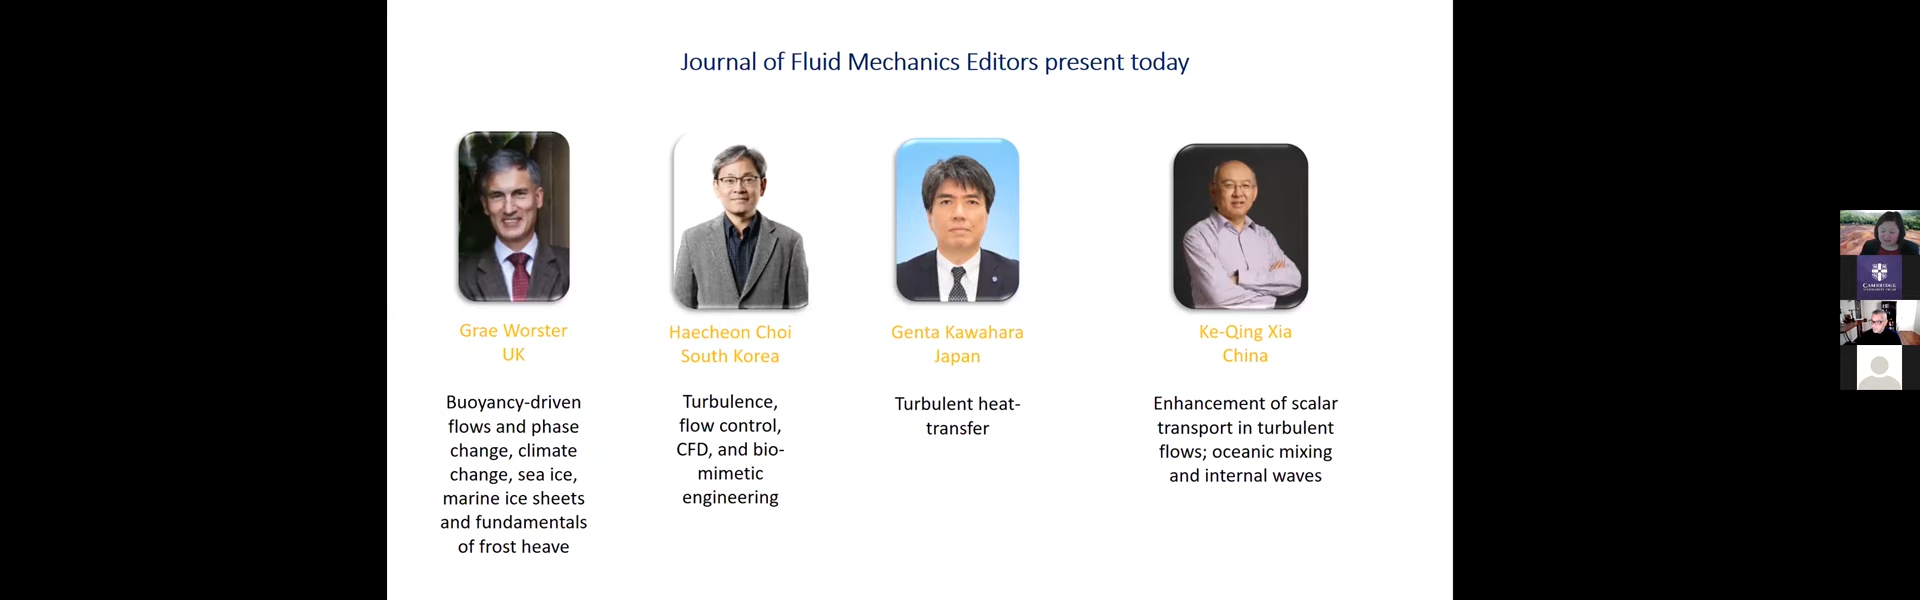 Journal of Fluid Mechanics Editors present today
Grae Worster
UK
Buoyancy-driven
flows and phase
change, climate
change, sea ice,
marine ice sheets
and fundamentals
of frost heave
Haecheon Choi
South Korea
Turbulence,
flow control,
CFD, and bio-
mimetic
engineering
Genta Kawahara
Japan
Turbulent heat-
transfer
Ke-Qing Xia
China
Enhancement of scalar
transport in turbulent
flows; oceanic mixing
and internal waves
CAMBRIDGE